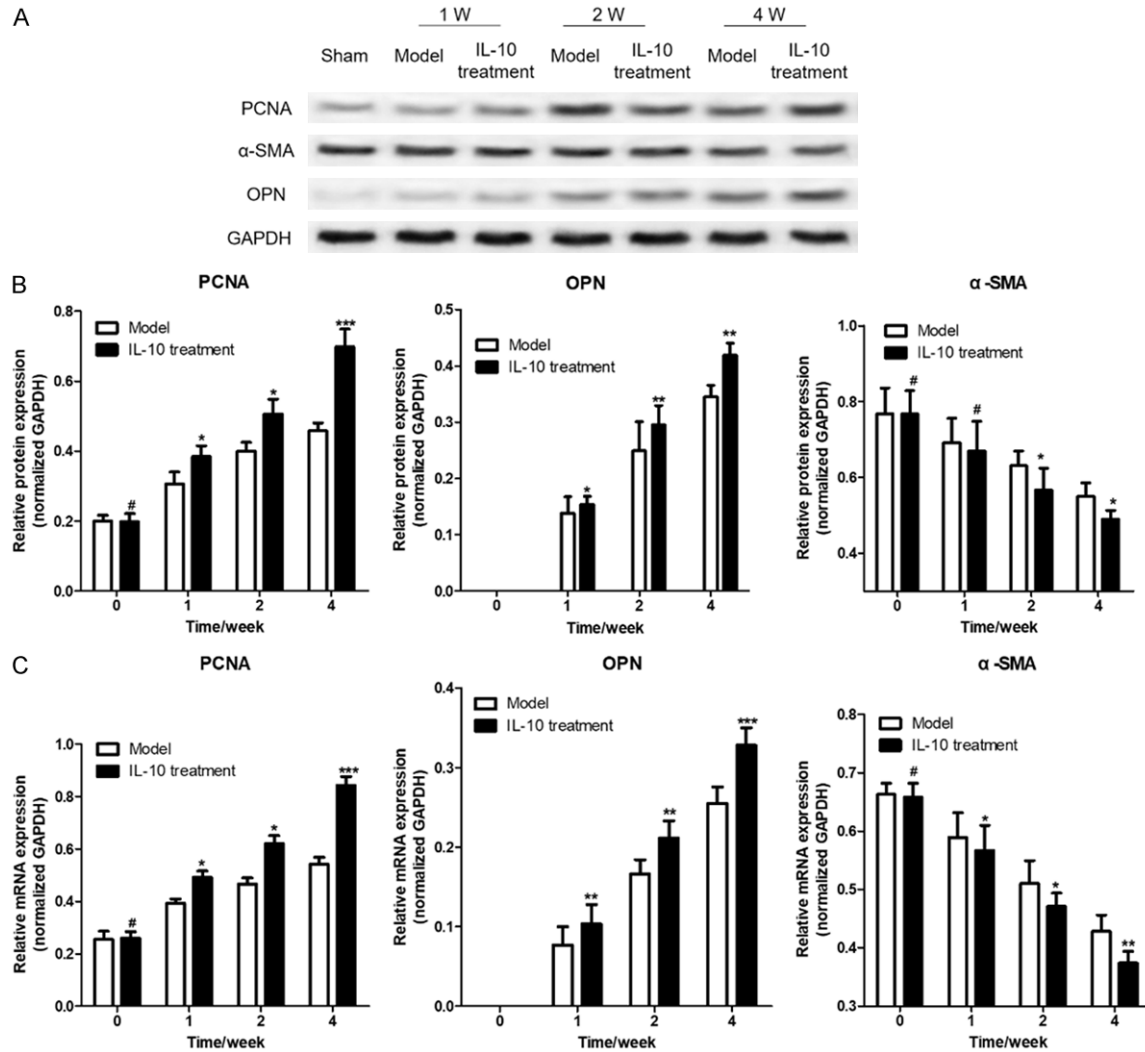 A
1 W 2 W 4 W
Sham Model IL-10 treatment Model IL-10 treatment Model IL-10 treatment
PCNA
α-SMA
OPN
GAPDH
B
PCNA
Relative protein expression
(normalized GAPDH)
0.8
0.6
0.4
0.2
0.0
Model
IL-10 treatment
#
*
*
***
0 1 2 4
Time/week
OPN
Relative protein expression
(normalized GAPDH)
0.5
0.4
0.3
0.1
0.0
Model
IL-10 treatment
*
**
**
0 1 2 4
Time/week
α -SMA
Relative protein expression
(normalized GAPDH)
1.0
0.8
0.6
0.4
Model
IL-10 treatment
#
#
*
*
0 1 2 4
Time/week
C
PCNA
Relative mRNA expression
(normalized GAPDH)
1.0
0.8
0.6
0.4
0.2
0.0
Model
IL-10 treatment
#
*
*
***
0 1 2 4
Time/week
OPN
Relative mRNA expression
(normalized GAPDH)
0.4
0.3
0.2
0.1
0.0
Model
IL-10 treatment
**
**
***
0 1 2 4
Time/week
α -SMA
Relative mRNA expression
(normalized GAPDH)
0.8
0.7
0.6
0.5
0.4
0.3
Model
IL-10 treatment
#
*
*
**
0 1 2 4
Time/week